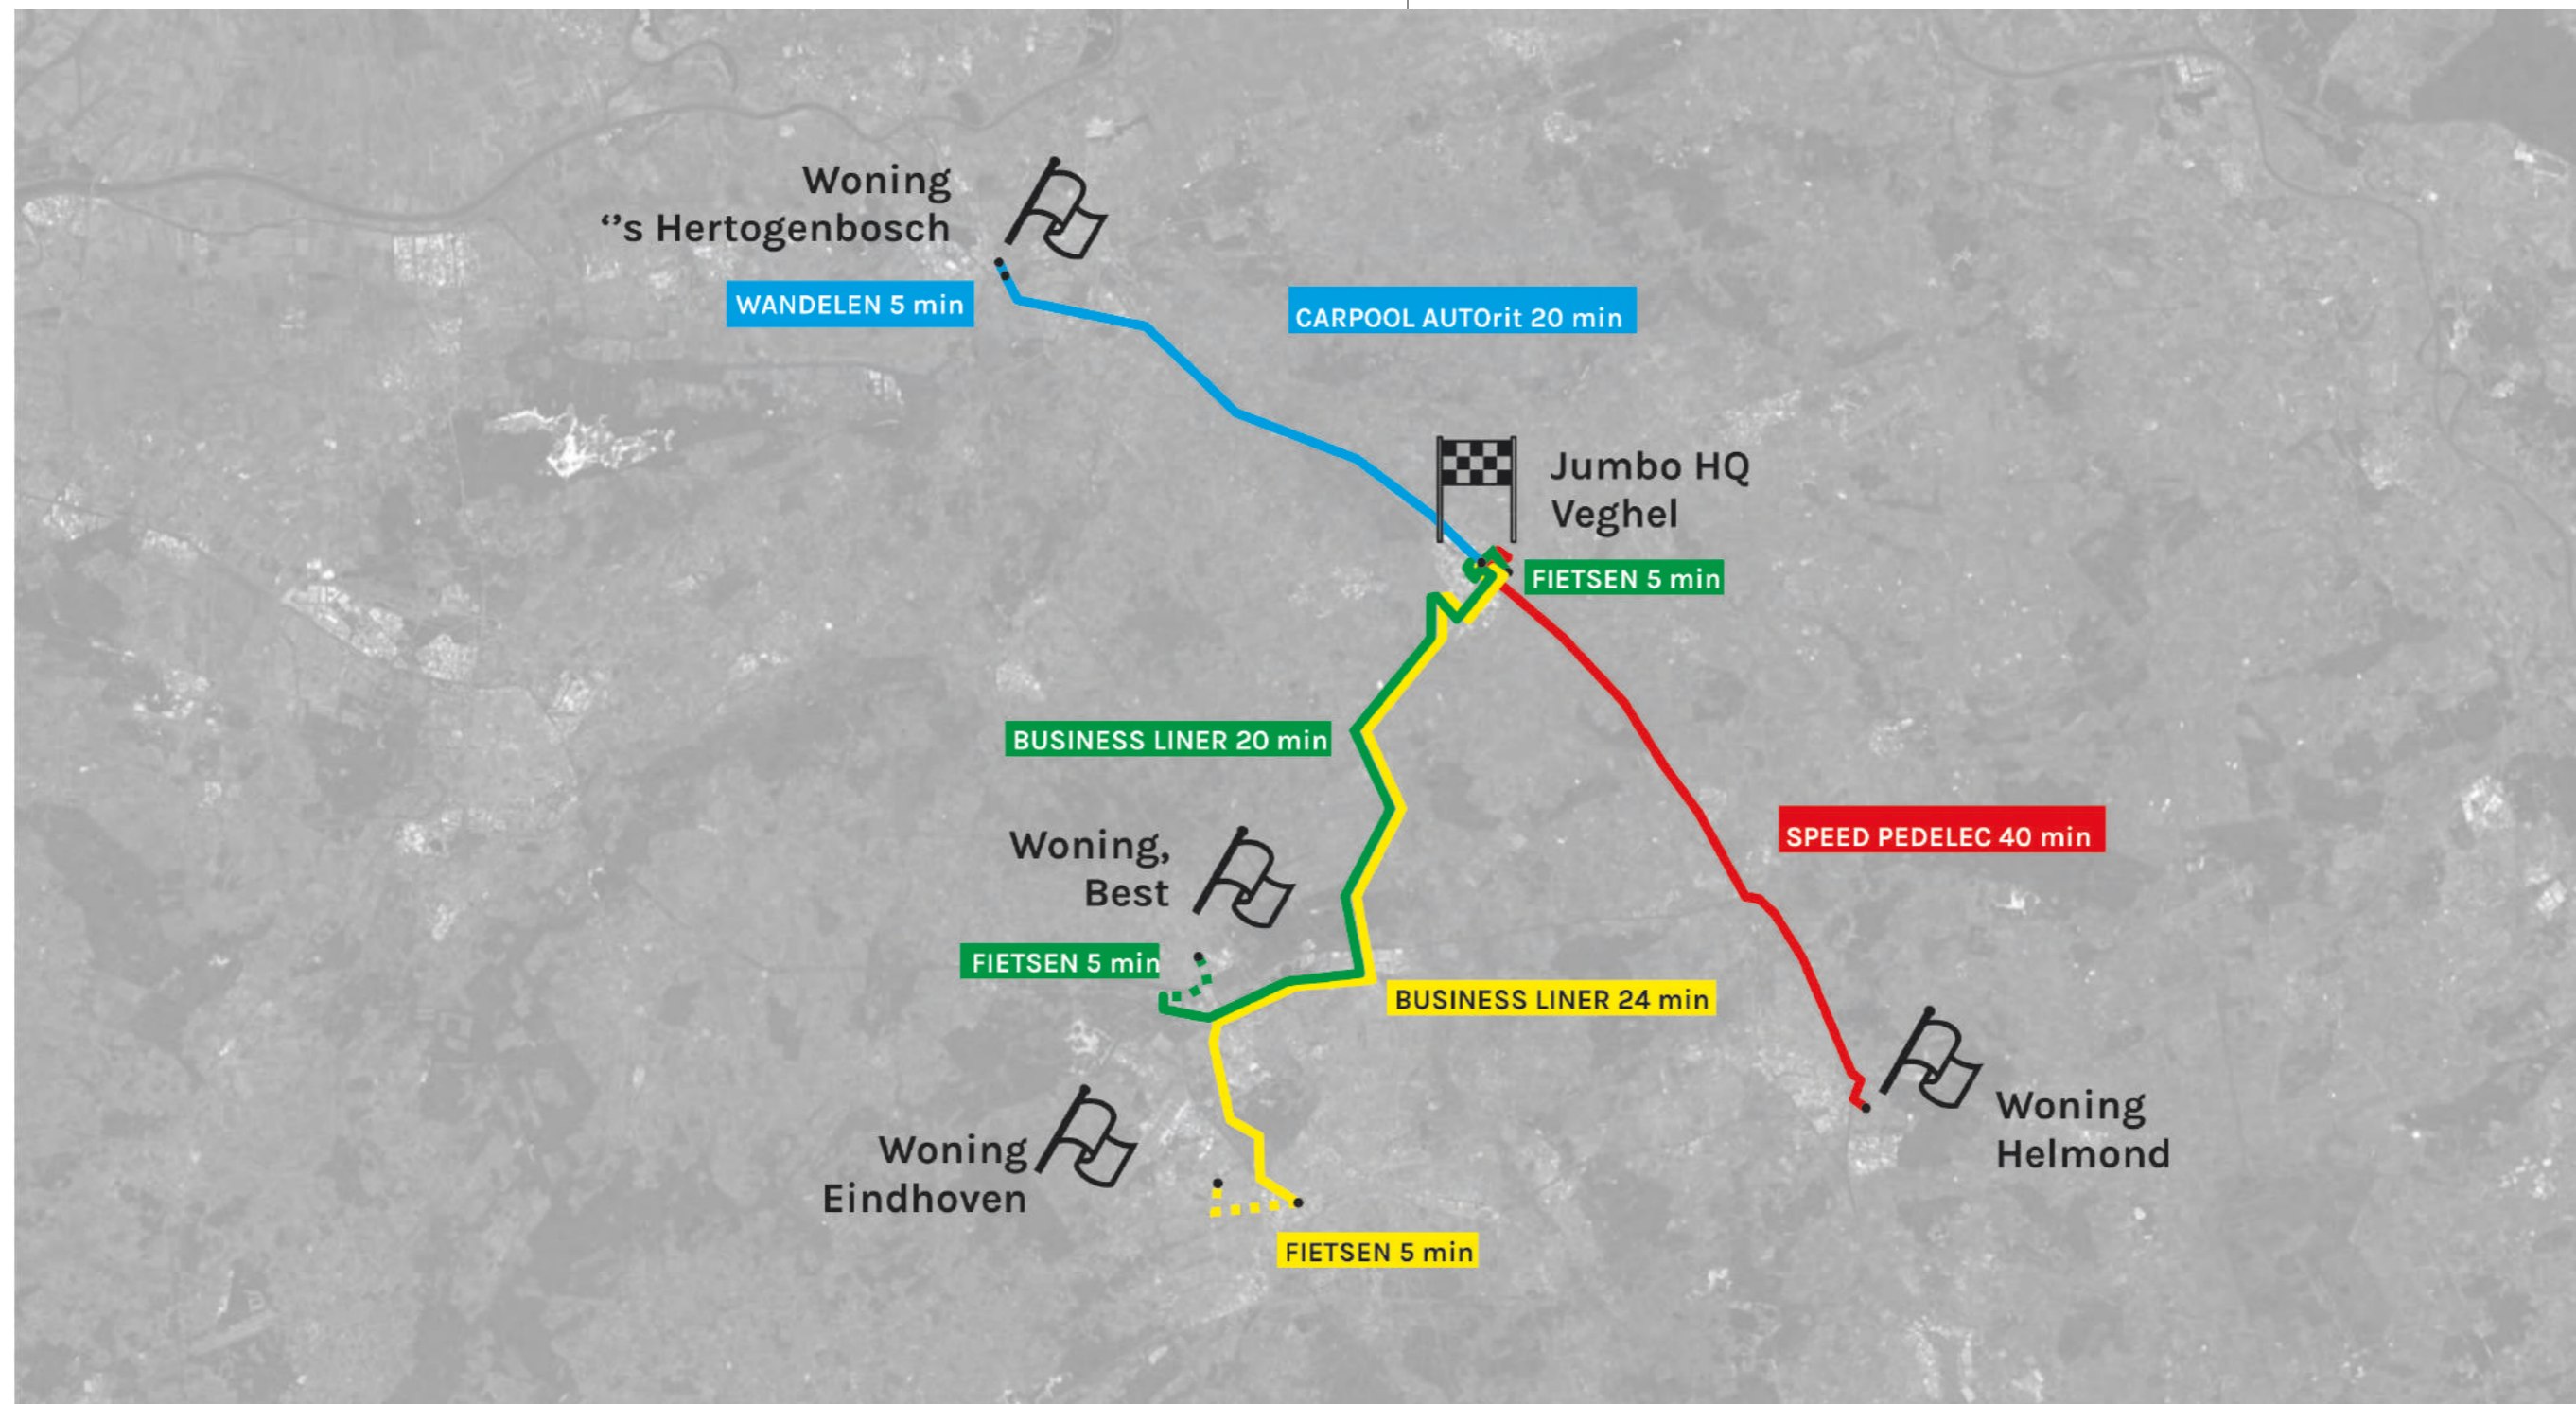 Woning
‘’s Hertogenbosch
WANDELEN 5 min
CARPOOL AUTOrit 20 min
Jumbo HQ
Veghel
FIETSEN 5 min
BUSINESS LINER 20 min
SPEED PEDELEC 40 min
Woning,
Best
FIETSEN 5 min
BUSINESS LINER 24 min
Woning
Helmond
Woning
Eindhoven
FIETSEN 5 min